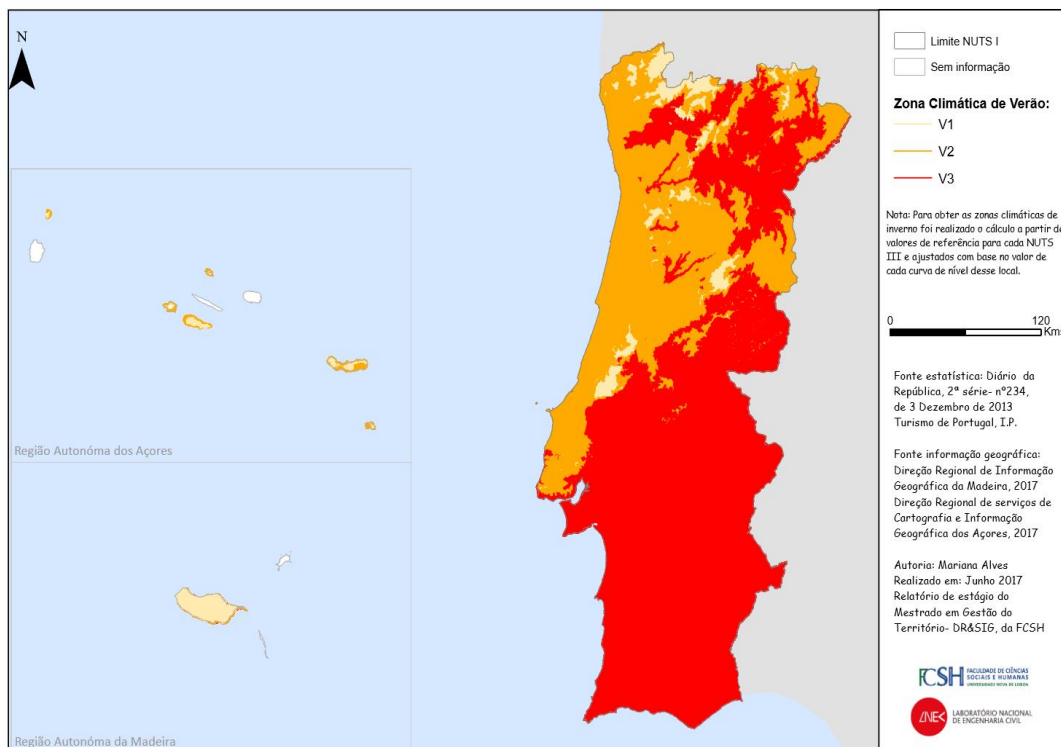 N
Região Autonóma dos Açores
Região Autonóma da Madeira
Limite NUTS I
Sem informação
Zona Climática de Verão:
V1
V2
V3
Nota: Para obter as zonas climáticas de
inverno foi realizado o cálculo a partir de
valores de referência para cada NUTS
III e ajustados com base no valor de
cada curva de nível desse local.
0 120
Kms
Fonte estatística: Diário da
República, 2ª série- nº234,
de 3 Dezembro de 2013
Turismo de Portugal, I.P.
Fonte informação geográfica:
Direção Regional de Informação
Geográfica da Madeira, 2017
Direção Regional de serviços de
Cartografia e Informação
Geográfica dos Açores, 2017
Autoria: Mariana Alves
Realizado em: Junho 2017
Relatório de estágio do
Mestrado em Gestão do
Território- DR&SIG, da FCSH
FCSH FACULDADE DE CIÊNCIAS
SOCIAIS E HUMANAS
UNIVERSIDADE NOVA DE LISBOA
LNEC LABORATÓRIO NACIONAL
DE ENGENHARIA CIVIL